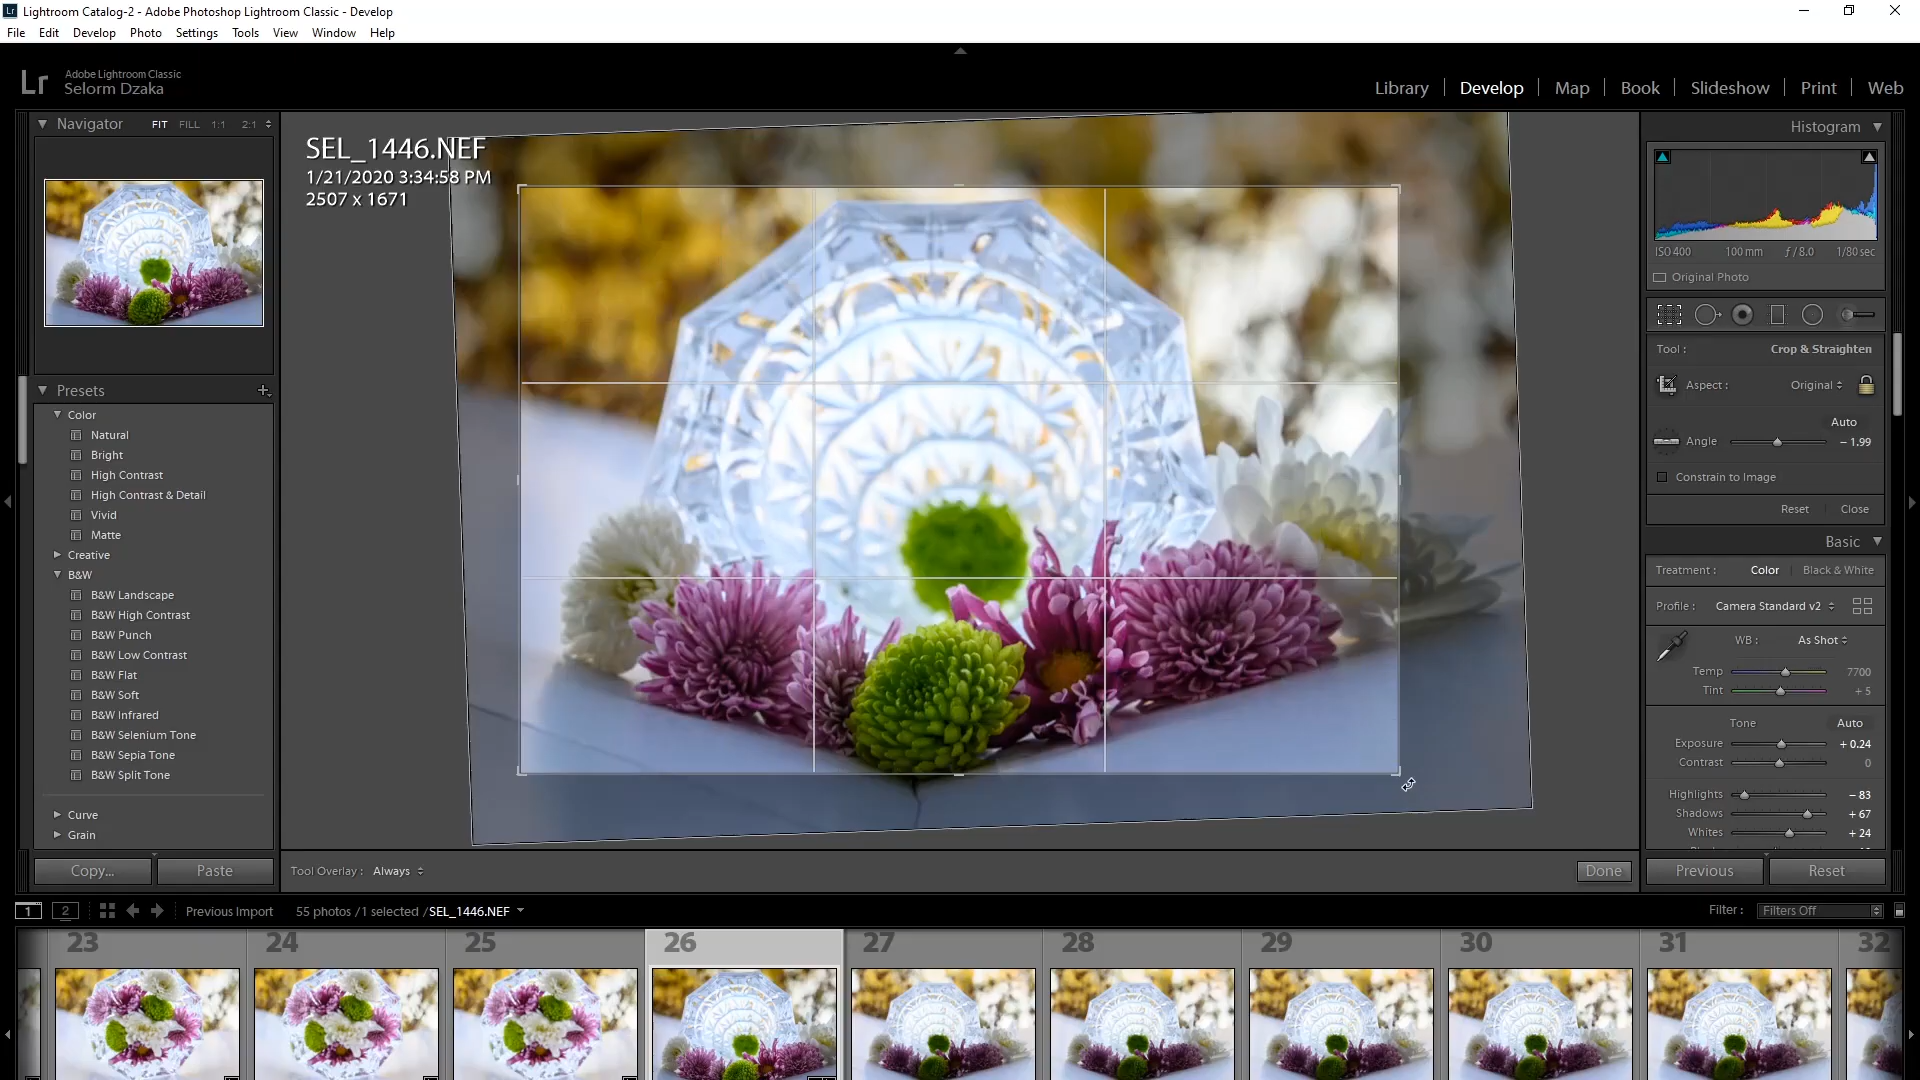 Lightroom Catalog-2 - Adobe Photoshop Lightroom Classic - Develop
File Edit Develop Photo Settings Tools View Window Help
Lr
Adobe Lightroom Classic
Selorm Dzaka
Library Develop Map Book Slideshow Print Web
Navigator FIT FILL 1:1 2:1
Presets
Color
Natural
Bright
High Contrast
High Contrast & Detail
Vivid
Matte
Creative
B&W
B&W Landscape
B&W High Contrast
B&W Punch
B&W Low Contrast
B&W Flat
B&W Soft
B&W Infrared
B&W Selenium Tone
B&W Sepia Tone
B&W Split Tone
Curve
Grain
Copy... Paste
SEL_1446.NEF
1/21/2020 3:34:58 PM
2507 x 1671
Tool Overlay : Always
Done
Histogram
ISO 400 100 mm ƒ / 8.0 1/80 sec
Original Photo
Tool : Crop & Straighten
Aspect : Original
Auto
Angle - 1.99
Constrain to Image
Reset Close
Basic
Treatment : Color Black & White
Profile : Camera Standard v2
WB : As Shot
Temp 7700
Tint + 5
Tone Auto
Exposure + 0.24
Contrast 0
Highlights - 83
Shadows + 67
Whites + 24
Previous Reset
1 2 Previous Import 55 photos / 1 selected / SEL_1446.NEF Filter : Filters Off
23 24 25 26 27 28 29 30 31 32